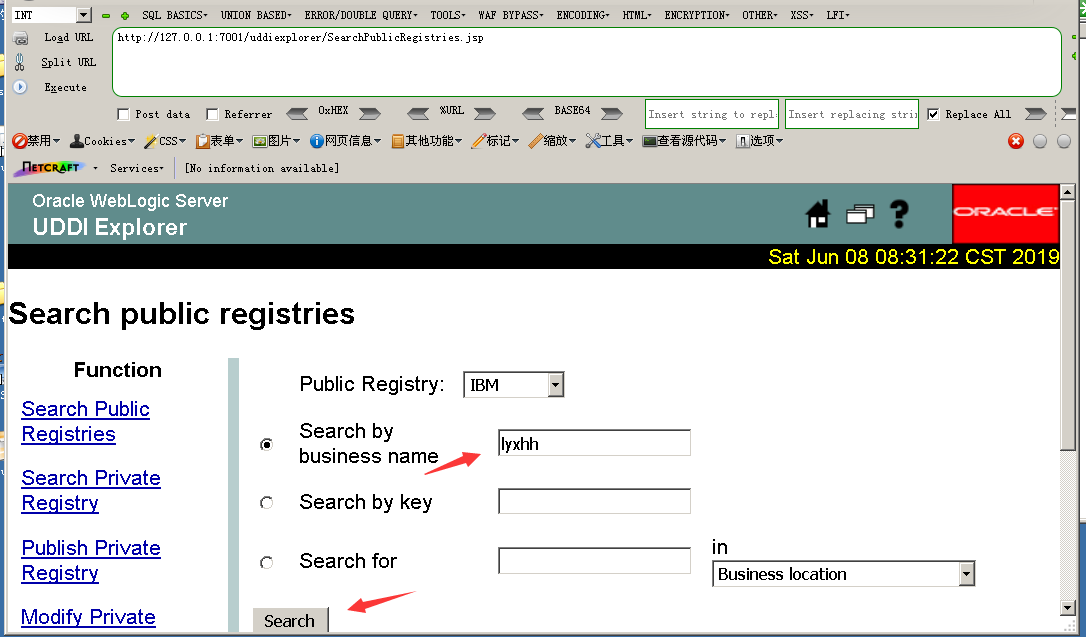 INT SQL BASICS UNION BASED ERROR/DOUBLE QUERY TOOLS WAF BYPASS ENCODING HTML ENCRYPTION OTHER XSS LFI
Load URL http://127.0.0.1:7001/uddiexplorer/SearchPublicRegistries.jsp
Split URL
Execute
Post data Referrer 0xHEX %URL BASE64 Insert string to repl Insert replacing stri Replace All
禁用 Cookies CSS 表单 图片 网页信息 其他功能 标记 缩放 工具 查看源代码 选项
NETCRAFT Services [No information available]
Oracle WebLogic Server
UDDI Explorer
ORACLE
Sat Jun 08 08:31:22 CST 2019
Search public registries
Function
Search Public
Registries
Search Private
Registry
Publish Private
Registry
Modify Private
Public Registry: IBM
Search by
business name lyxhh
Search by key
Search for
in
Business location
Search